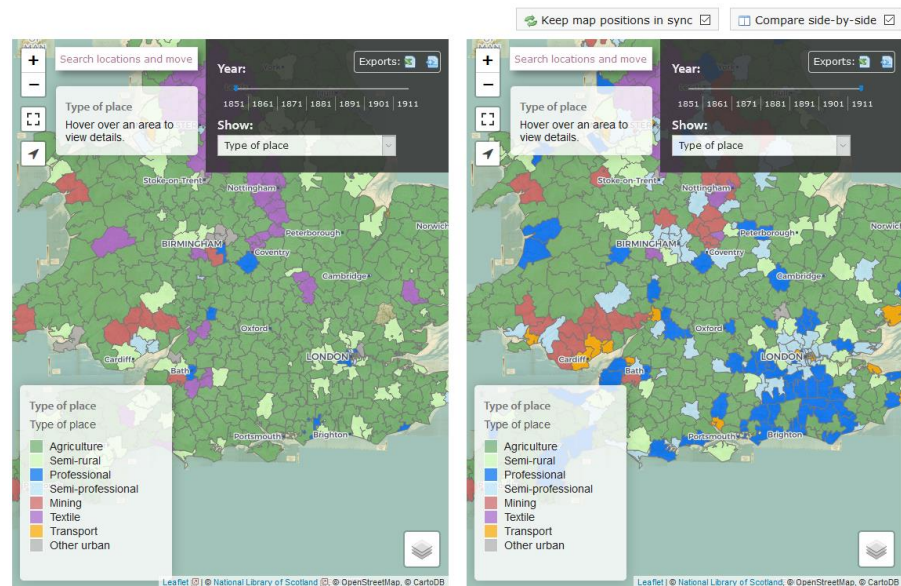 Keep map positions in sync
Compare side-by-side
+
−
Search locations and move
Type of place
Hover over an area to
view details.
Year:
Exports:
1851 1861 1871 1881 1891 1901 1911
Show:
Type of place
Stoke-on-Trent
Nottingham
Norwich
Peterborough
BIRMINGHAM
Coventry
Cambridge
Oxford
Cardiff
LONDON
Bath
Portsmouth
Brighton
Type of place
Type of place
Agriculture
Semi-rural
Professional
Semi-professional
Mining
Textile
Transport
Other urban
Leaflet | © National Library of Scotland, © OpenStreetMap, © CartoDB
+
−
Search locations and move
Type of place
Hover over an area to
view details.
Year:
Exports:
1851 1861 1871 1881 1891 1901 1911
Show:
Type of place
Stoke-on-Trent
Nottingham
Norwic
Peterborough
BIRMINGHAM
Coventry
Cambridge
Oxford
Cardiff
LONDON
Bath
Portsmouth
Brighton
Type of place
Type of place
Agriculture
Semi-rural
Professional
Semi-professional
Mining
Textile
Transport
Other urban
Leaflet | © National Library of Scotland, © OpenStreetMap, © CartoDB